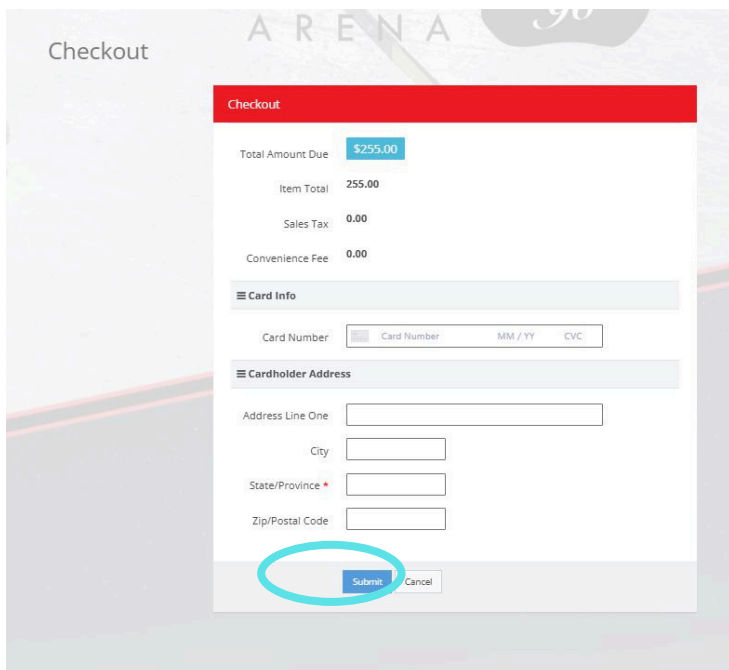 ARENA
90
Checkout
Checkout
Total Amount Due $255.00
Item Total 255.00
Sales Tax 0.00
Convenience Fee 0.00
Card Info
Card Number Card Number MM / YY CVC
Cardholder Address
Address Line One
City
State/Province *
Zip/Postal Code
Submit Cancel